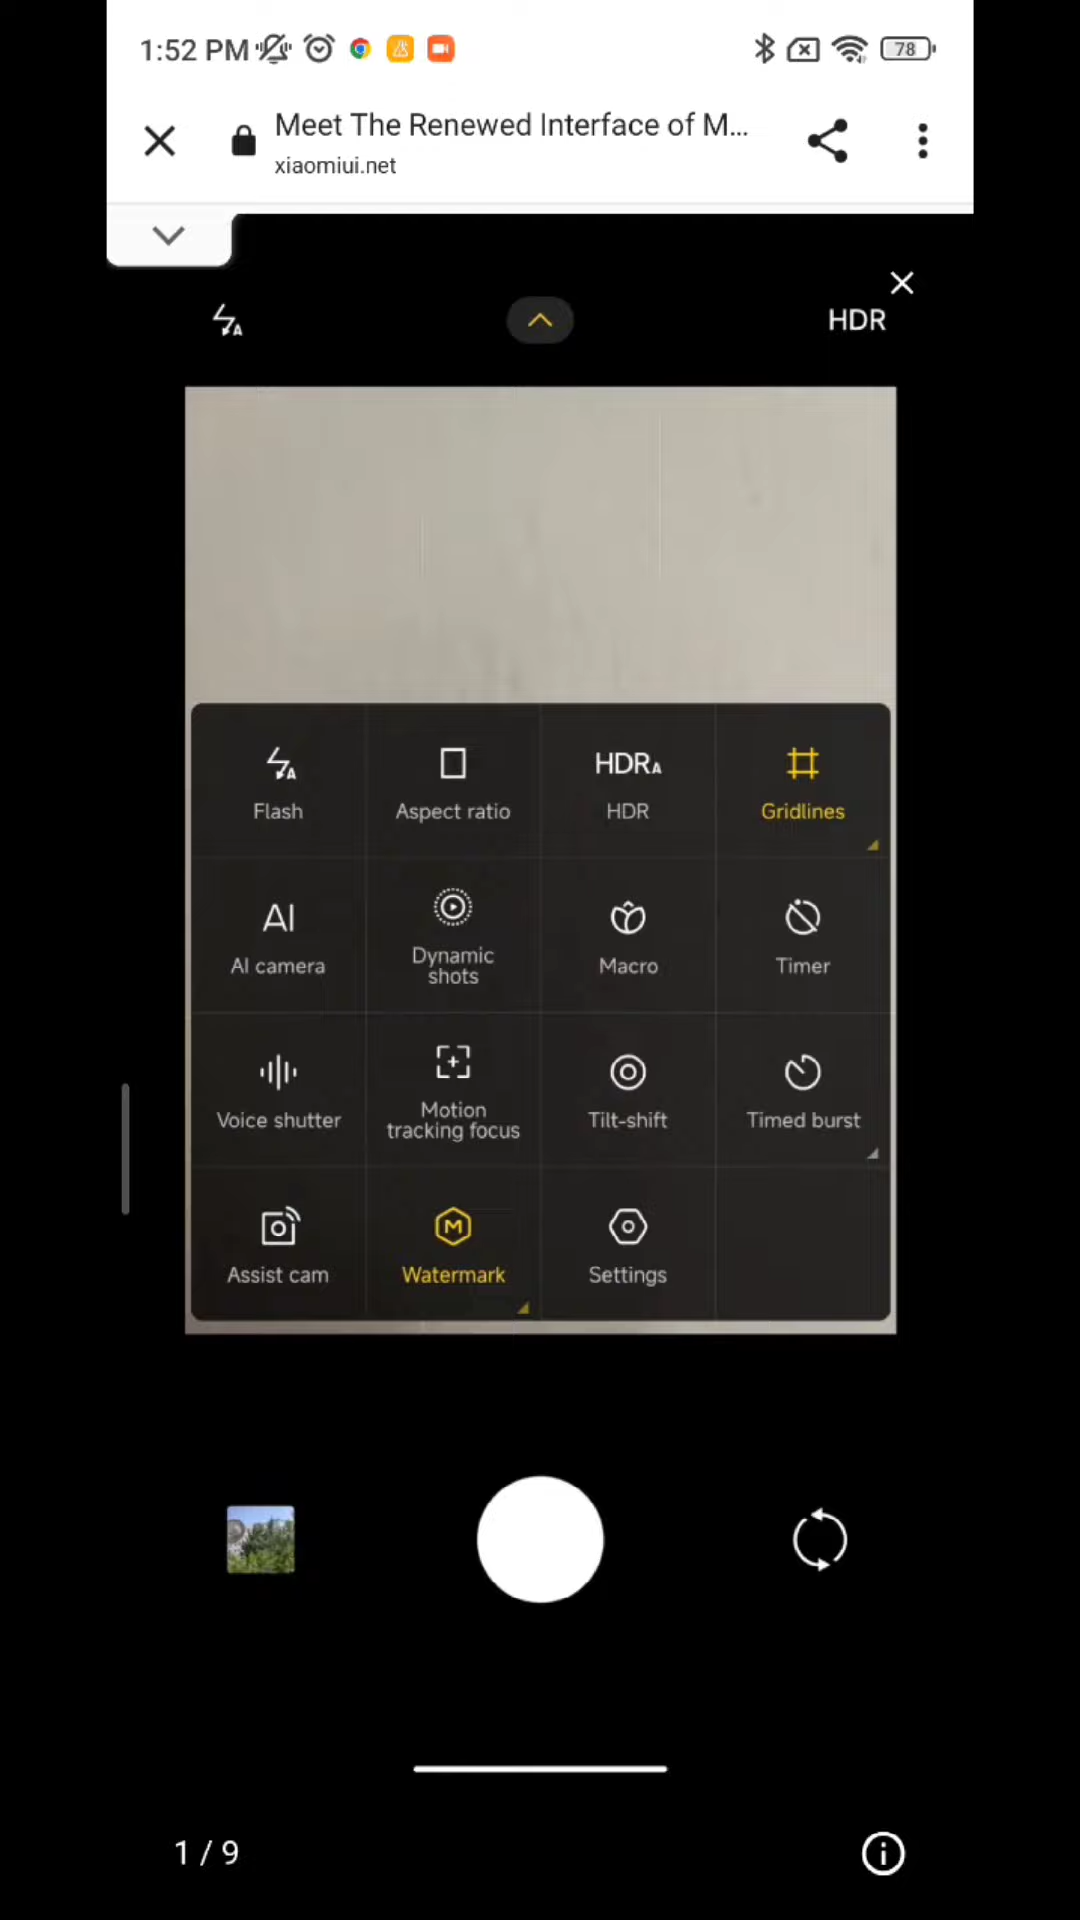 1:52 PM
78
Meet The Renewed Interface of M...
xiaomiui.net
HDR
Flash
Aspect ratio
HDRA
HDR
Gridlines
AI
AI camera
Dynamic
shots
Macro
Timer
Voice shutter
Motion
tracking focus
Tilt-shift
Timed burst
Assist cam
M
Watermark
Settings
1 / 9